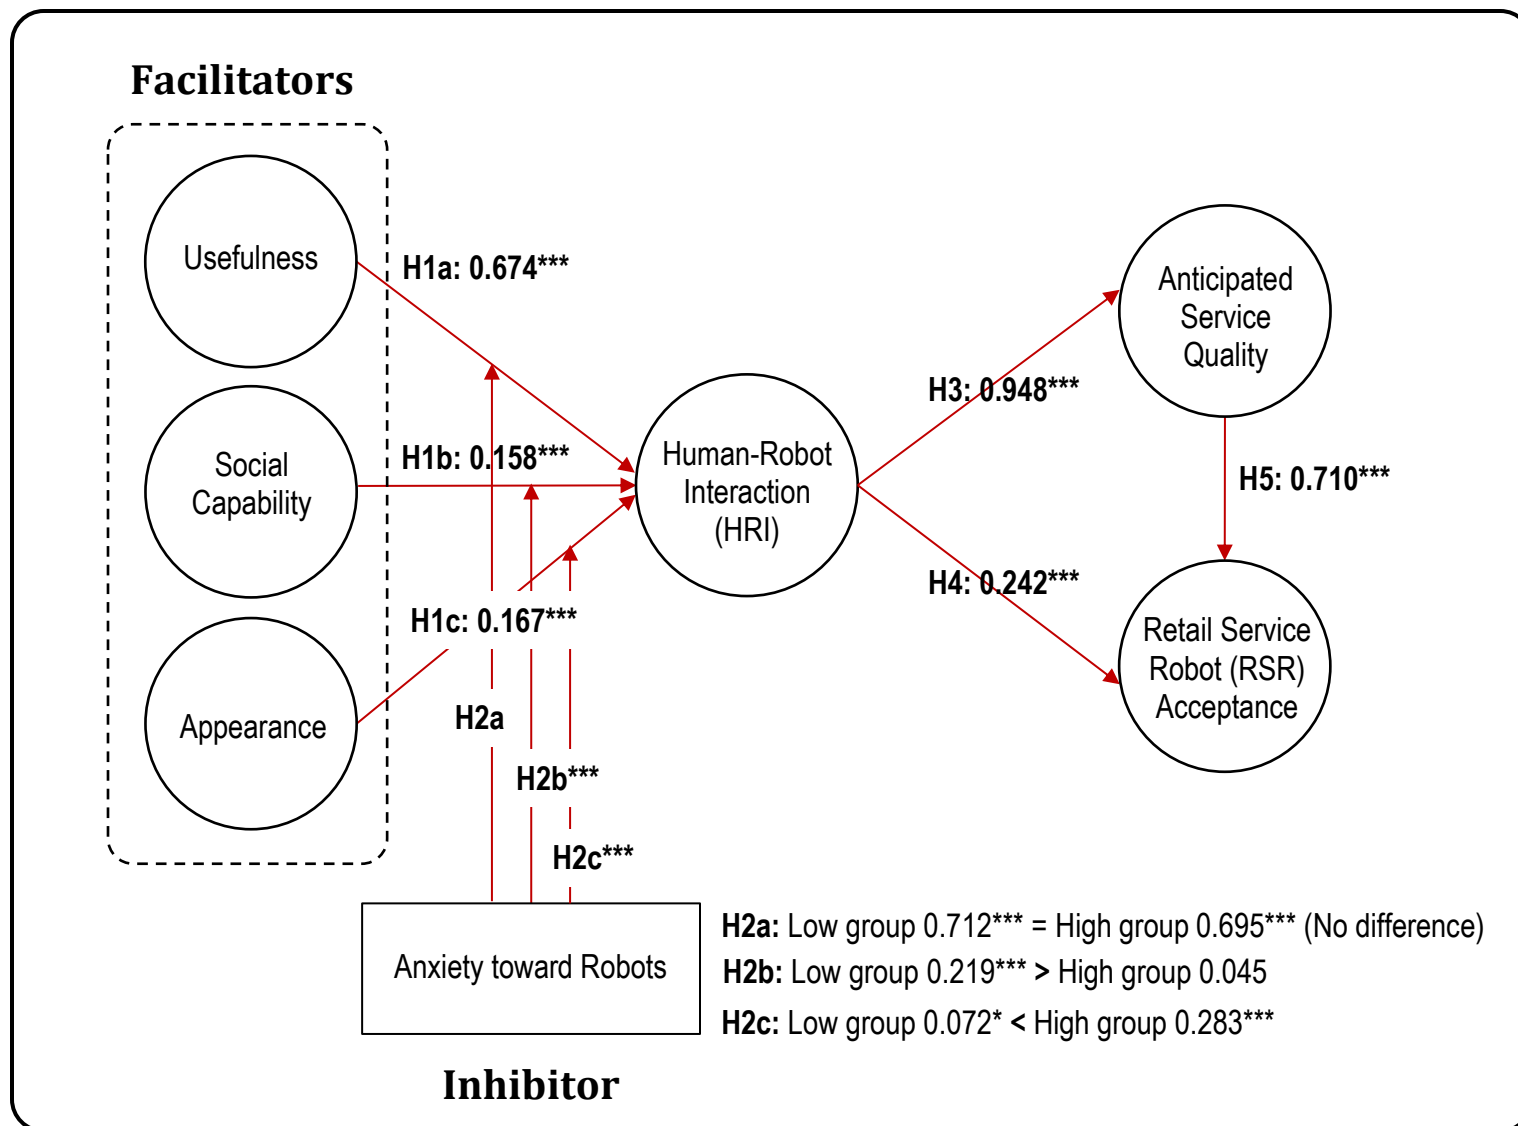 Facilitators
Usefulness
H1a: 0.674***
Anticipated
Service
Quality
Social
Capability
H1b: 0.158***
Human-Robot
Interaction
(HRI)
H3: 0.948***
H5: 0.710***
H4: 0.242***
H1c: 0.167***
Retail Service
Robot (RSR)
Acceptance
Appearance
H2a
H2b***
H2c***
Anxiety toward Robots
H2a: Low group 0.712*** = High group 0.695*** (No difference)
H2b: Low group 0.219*** > High group 0.045
H2c: Low group 0.072* < High group 0.283***
Inhibitor